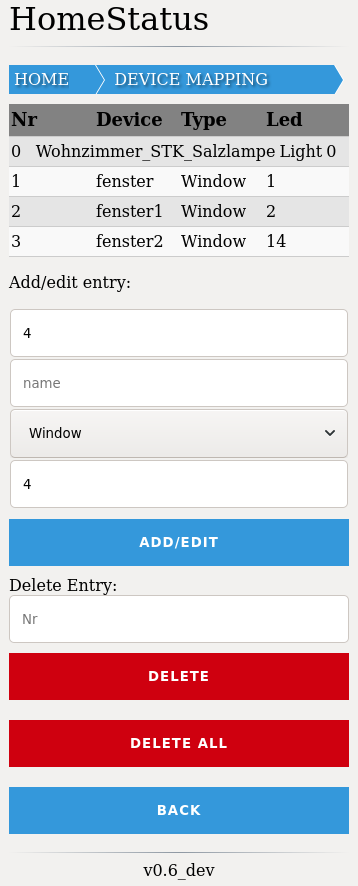 HomeStatus
HOME DEVICE MAPPING
Nr Device Type Led
0 Wohnzimmer_STK_Salzlampe Light 0
1 fenster Window 1
2 fenster1 Window 2
3 fenster2 Window 14
Add/edit entry:
4
name
Window
4
ADD/EDIT
Delete Entry:
Nr
DELETE
DELETE ALL
BACK
v0.6_dev